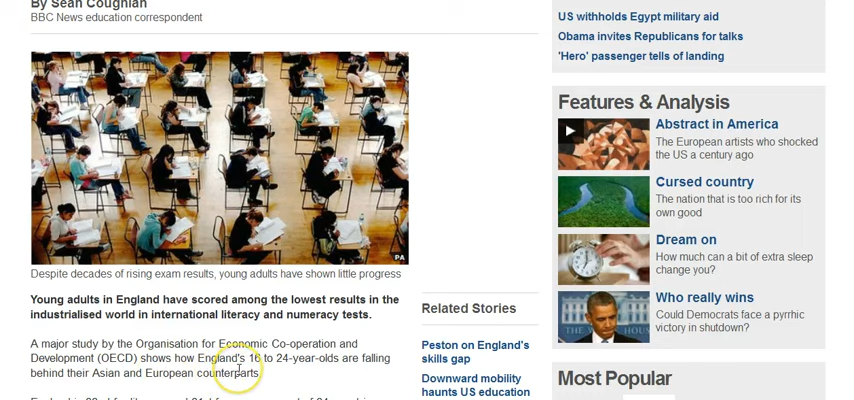 By Sean Coughlan
BBC News education correspondent
PA
Despite decades of rising exam results, young adults have shown little progress
Young adults in England have scored among the lowest results in the
industrialised world in international literacy and numeracy tests.
A major study by the Organisation for Economic Co-operation and
Development (OECD) shows how England's 16 to 24-year-olds are falling
behind their Asian and European counterparts.
Related Stories
Peston on England's
skills gap
Downward mobility
haunts US education
US withholds Egypt military aid
Obama invites Republicans for talks
'Hero' passenger tells of landing
Features & Analysis
Abstract in America
The European artists who shocked
the US a century ago
Cursed country
The nation that is too rich for its
own good
Dream on
How much can a bit of extra sleep
change you?
Who really wins
Could Democrats face a pyrrhic
victory in shutdown?
Most Popular